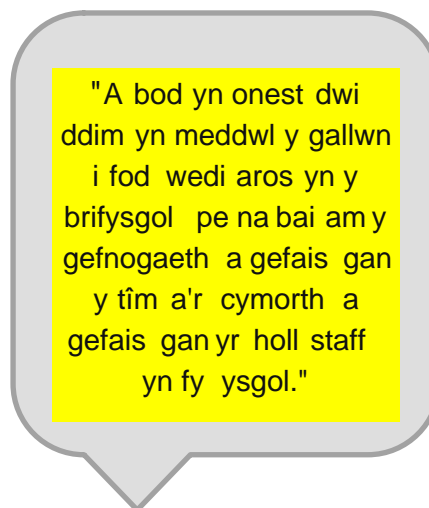 "A bod yn onest dwi
ddim yn meddwl y gallwn
i fod wedi aros yn y
brifysgol pe na bai am y
gefnogaeth a gefais gan
y tîm a'r cymorth a
gefais gan yr holl staff
yn fy ysgol."